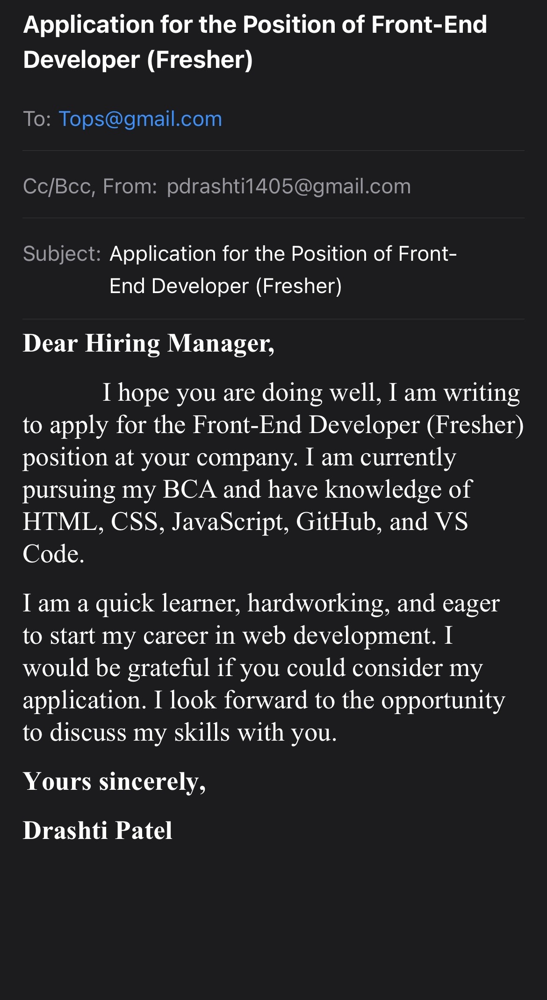 Application for the Position of Front-End
Developer (Fresher)
To: Tops@gmail.com
Cc/Bcc, From: pdrashti1405@gmail.com
Subject: Application for the Position of Front-
End Developer (Fresher)
Dear Hiring Manager,
I hope you are doing well, I am writing
to apply for the Front-End Developer (Fresher)
position at your company. I am currently
pursuing my BCA and have knowledge of
HTML, CSS, JavaScript, GitHub, and VS
Code.
I am a quick learner, hardworking, and eager
to start my career in web development. I
would be grateful if you could consider my
application. I look forward to the opportunity
to discuss my skills with you.
Yours sincerely,
Drashti Patel